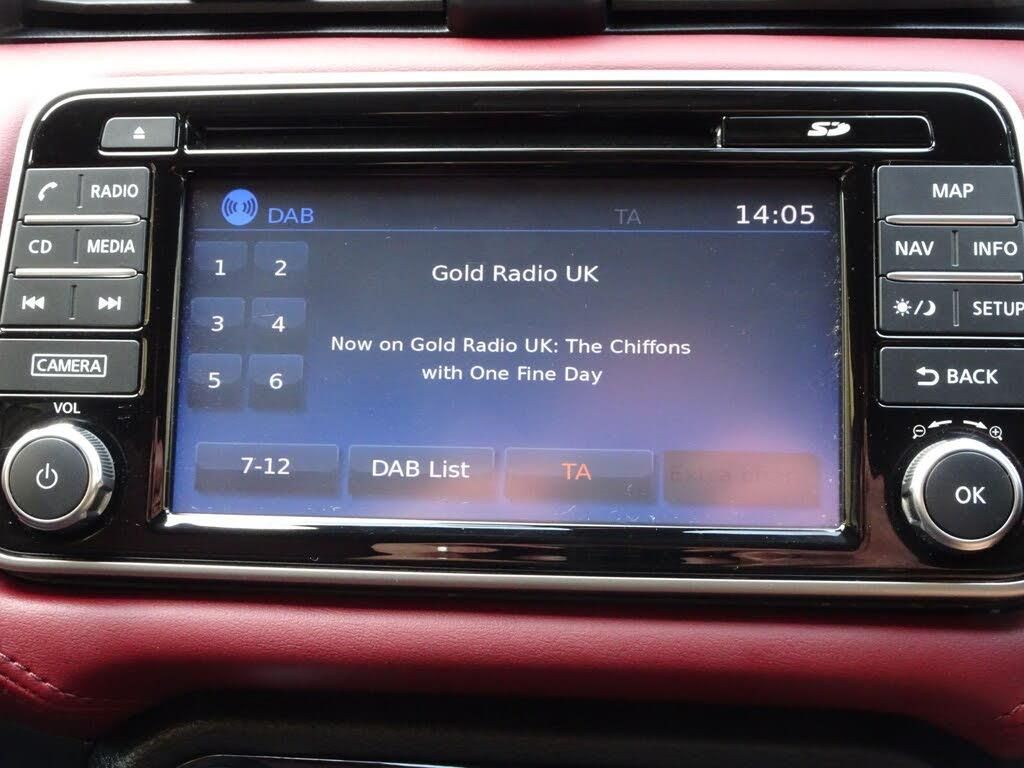 SD
RADIO
MAP
DAB
TA
14:05
CD
MEDIA
NAV
INFO
1
2
Gold Radio UK
3
4
SETUP
Now on Gold Radio UK: The Chiffons
with One Fine Day
CAMERA
5
6
BACK
VOL
7-12
DAB List
TA
OK